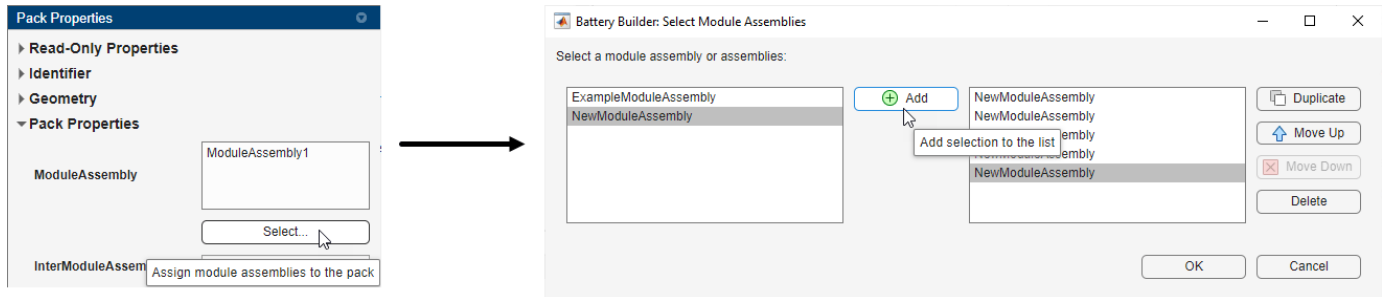 Pack Properties
Read-Only Properties
Identifier
Geometry
Pack Properties
ModuleAssembly
ModuleAssembly1
Select...
InterModuleAssem
Assign module assemblies to the pack
Battery Builder: Select Module Assemblies
Select a module assembly or assemblies:
ExampleModuleAssembly
NewModuleAssembly
Add
Add selection to the list
NewModuleAssembly
NewModuleAssembly
embly
NewModuleAssembly
NewModuleAssembly
Duplicate
Move Up
Move Down
Delete
OK
Cancel